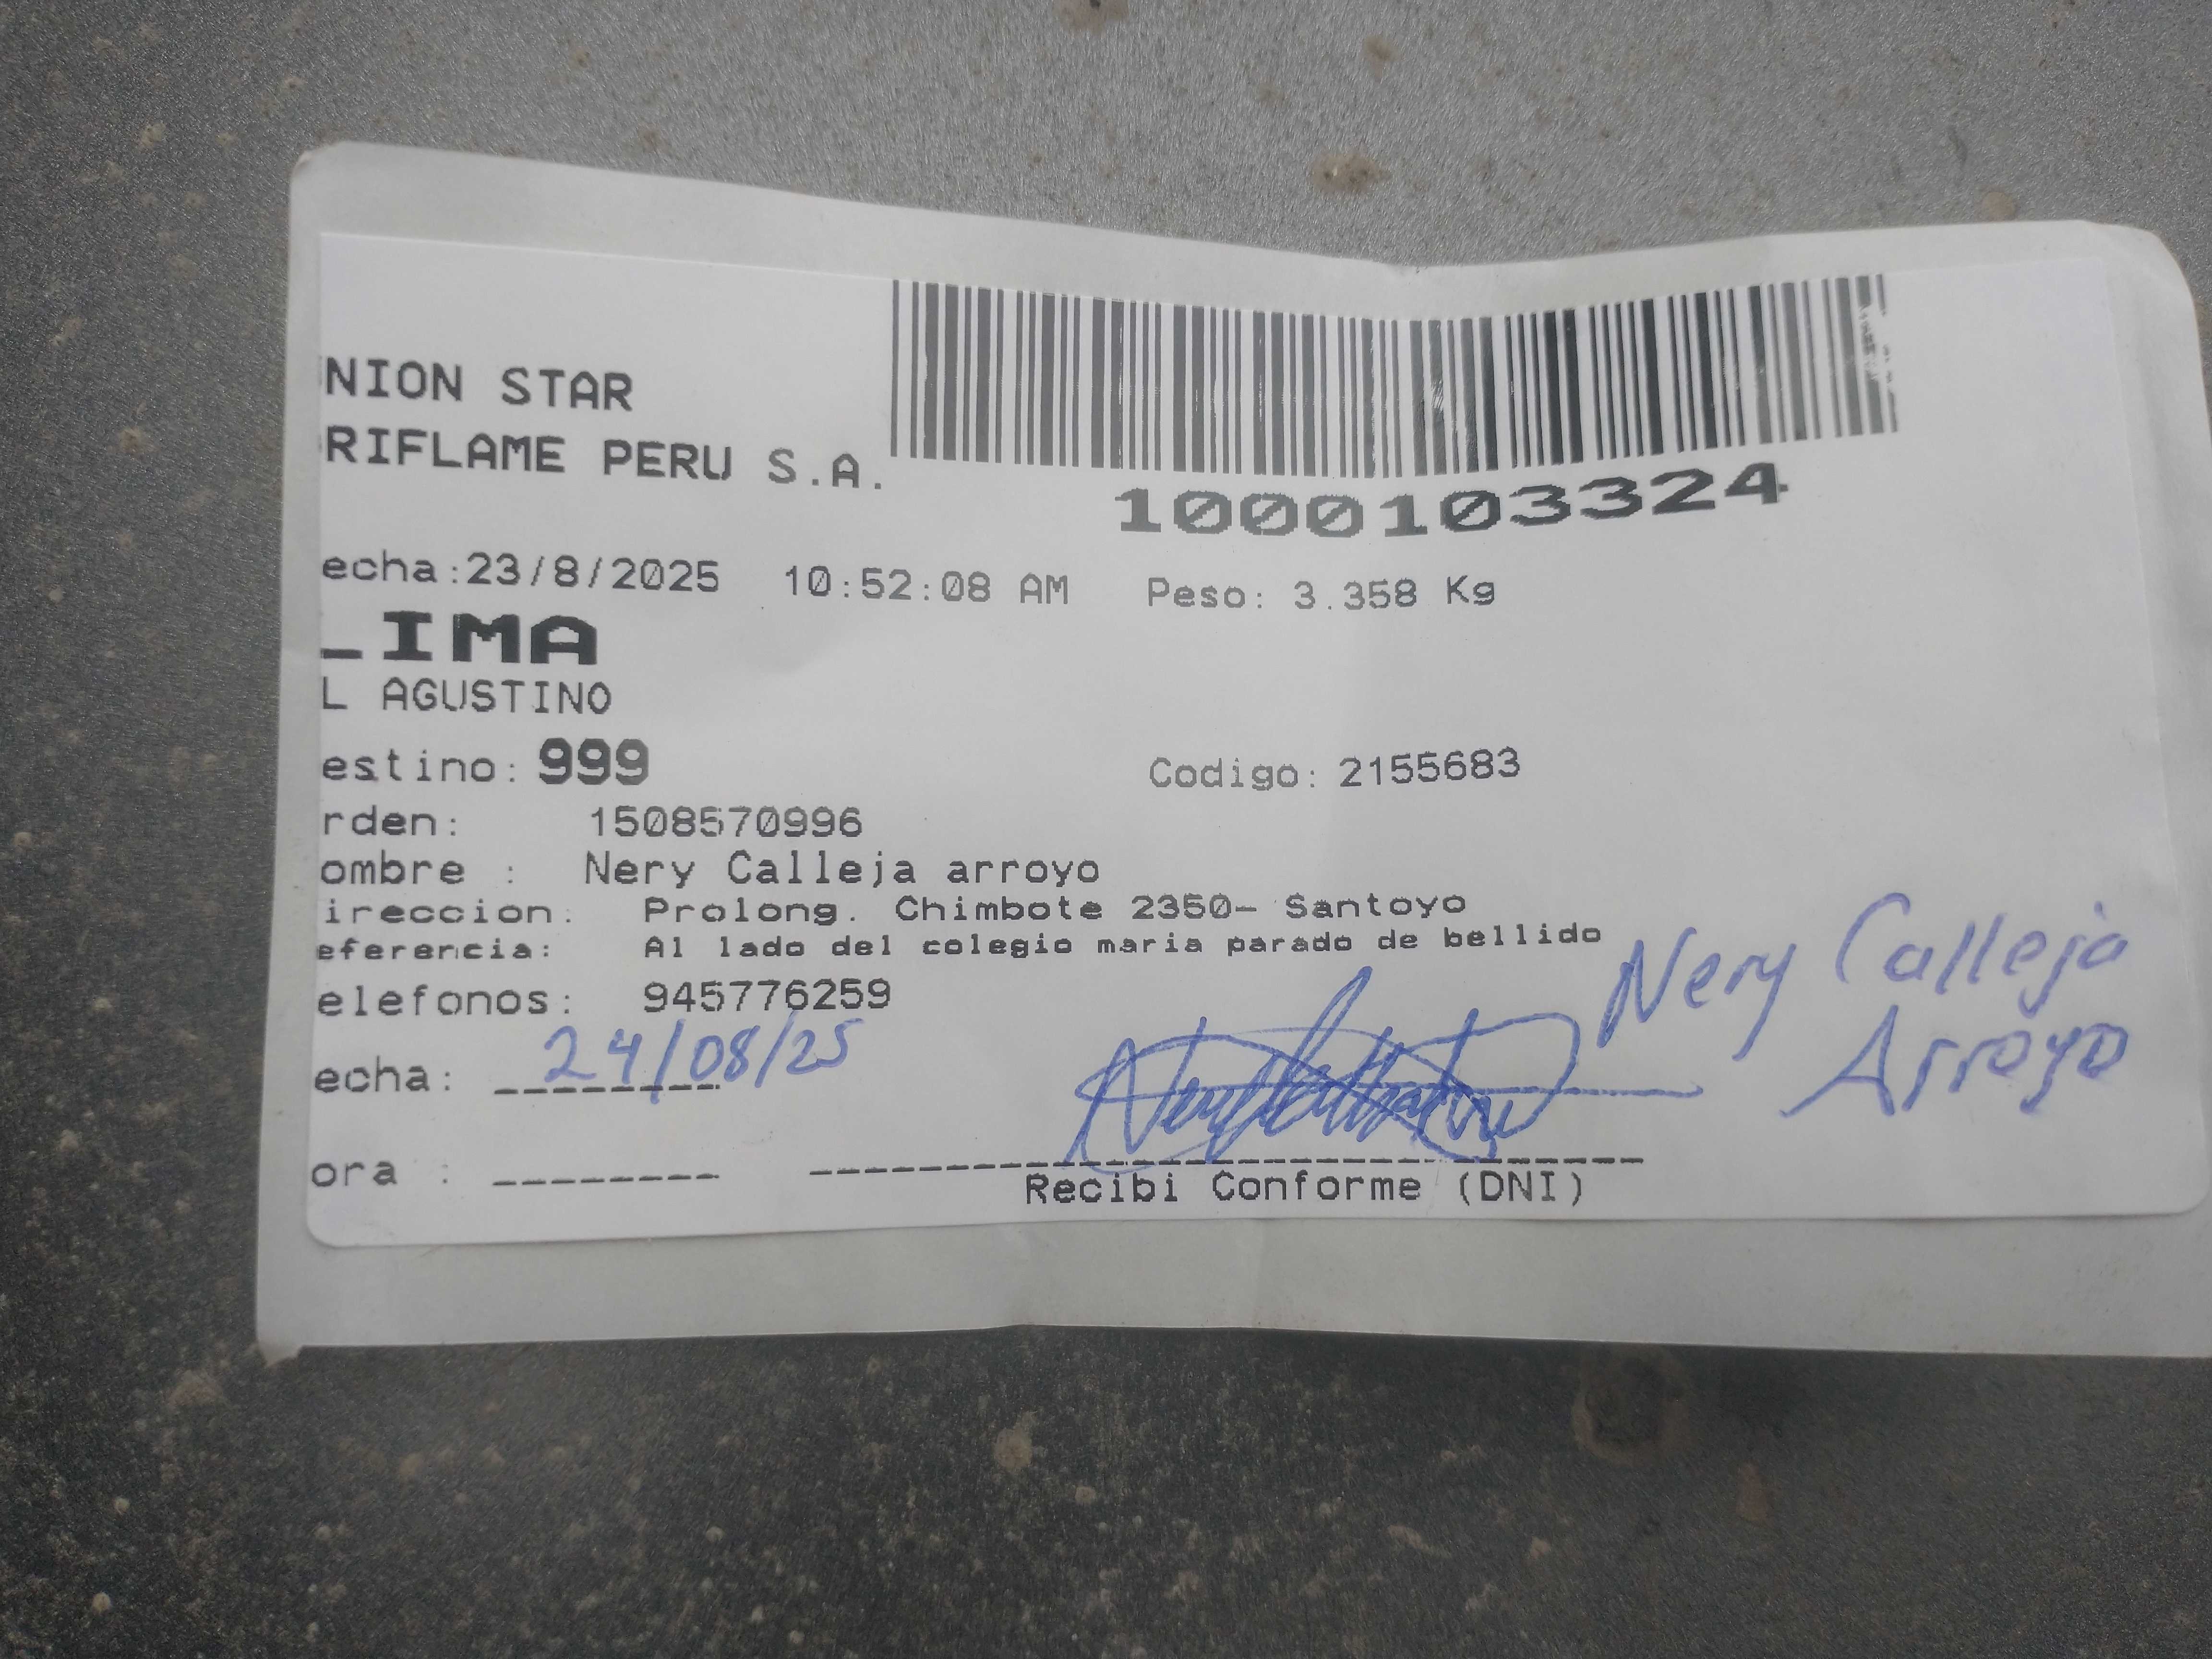 NION STAR
RIFLAME PERU S.A.
1000103324
echa:23/8/2025 10:52:08 AM Peso: 3.358 Kg
LIMA
L AGUSTINO
estino: 999 Codigo: 2155683
rden: 1508570996
ombre : Nery Calleja arroyo
ireccion: Prolong. Chimbote 2350- Santoyo
eferencia: Al lado del colegio maria parado de bellido
elefonos: 945776259
Nery Calleja
Arroyo
echa: 24/08/25
ora :
Recibi Conforme (DNI)